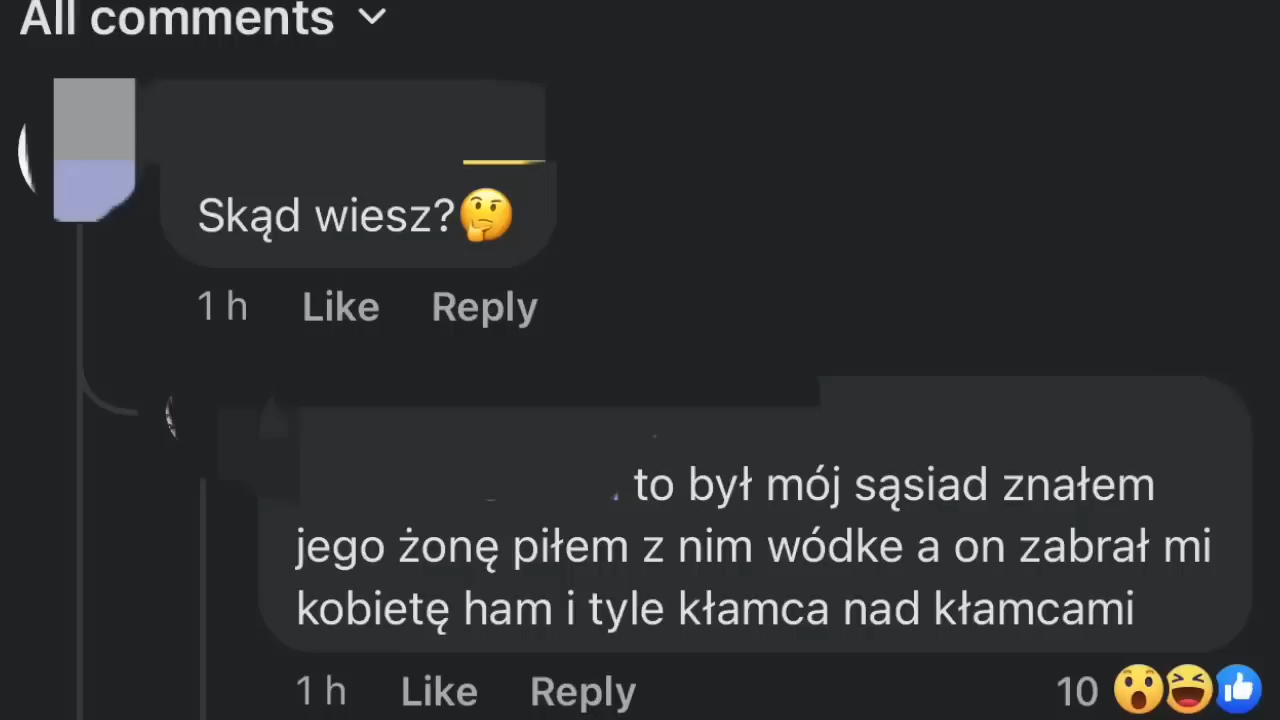 All comments
Skąd wiesz?🤔
1 h Like Reply
to był mój sąsiad znałem
jego żonę piłem z nim wódke a on zabrał mi
kobietę ham i tyle kłamca nad kłamcami
1 h Like Reply 10